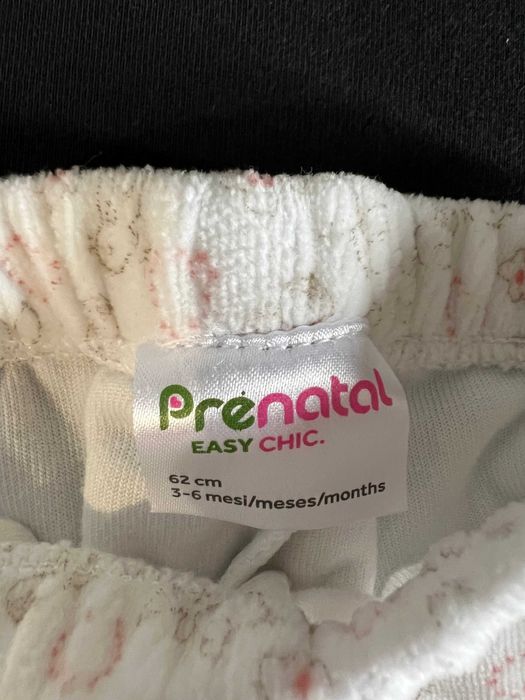 Prénatal
EASY CHIC.
62 cm
3-6 mesi/meses/months